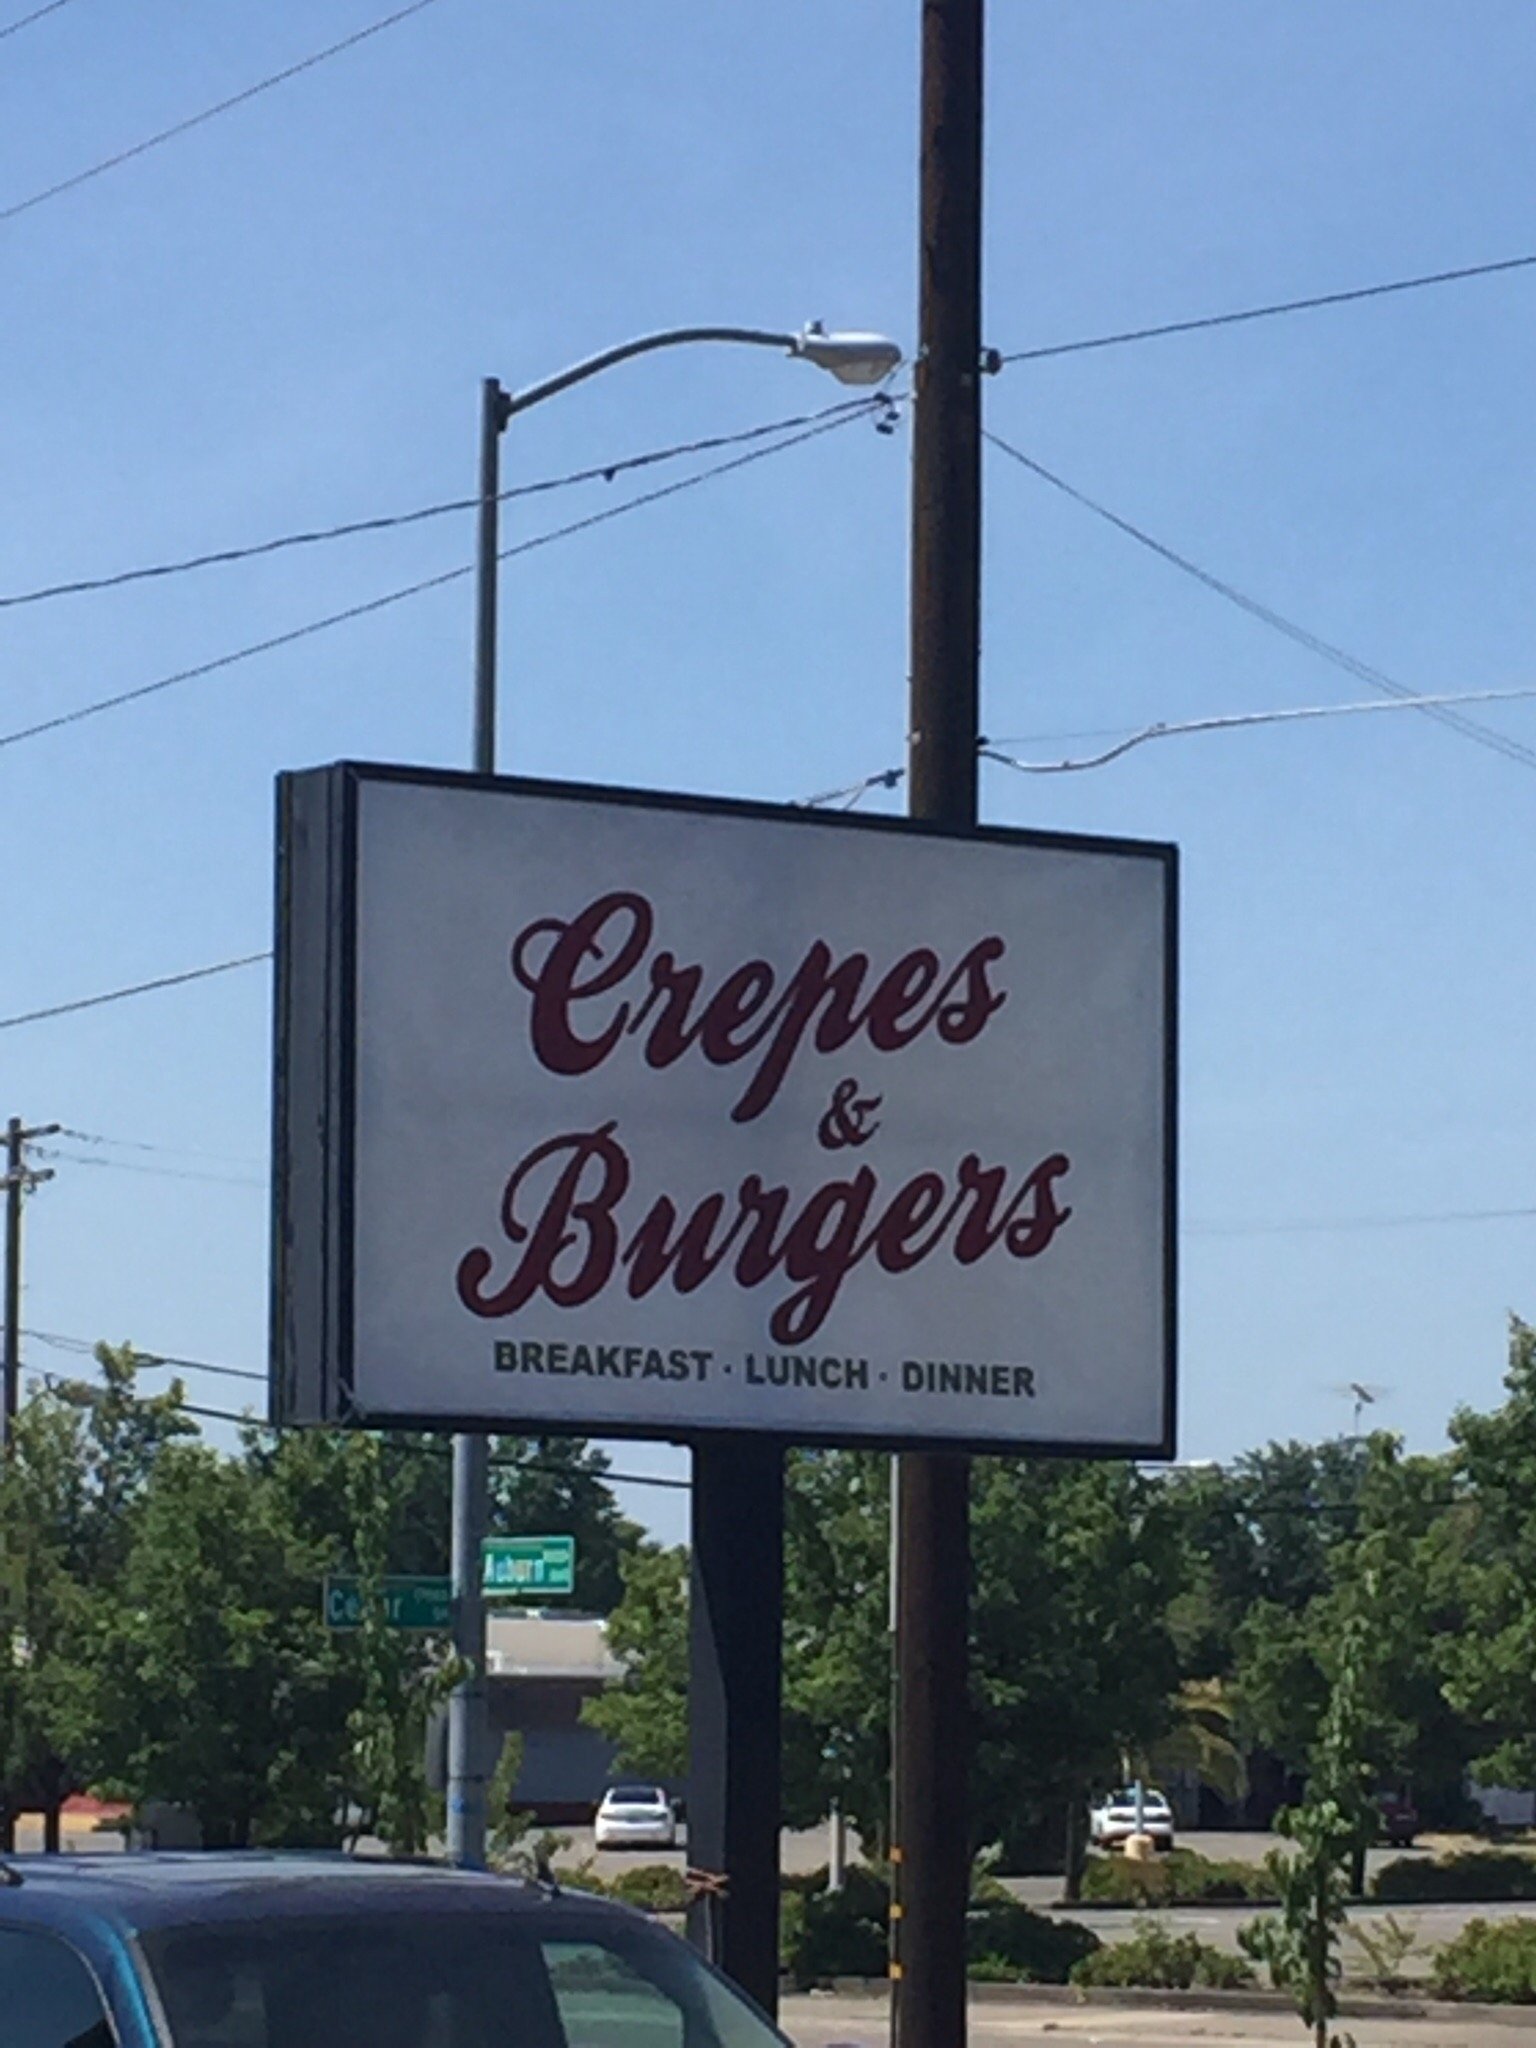 Crepes
&
Burgers
BREAKFAST · LUNCH · DINNER
Auburn